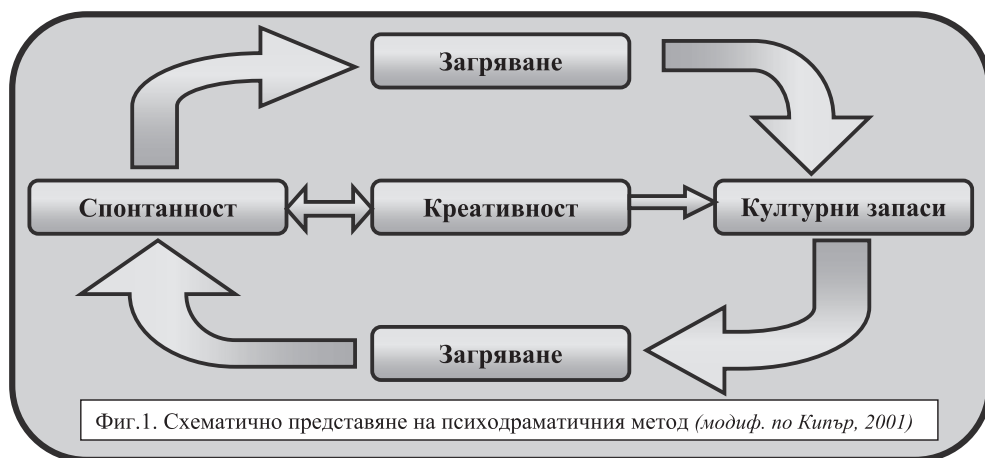 Загряване
Спонтанност
Креативност
Културни запаси
Загряване
Фиг.1. Схематично представяне на психодраматичния метод (модиф. по Кипър, 2001)